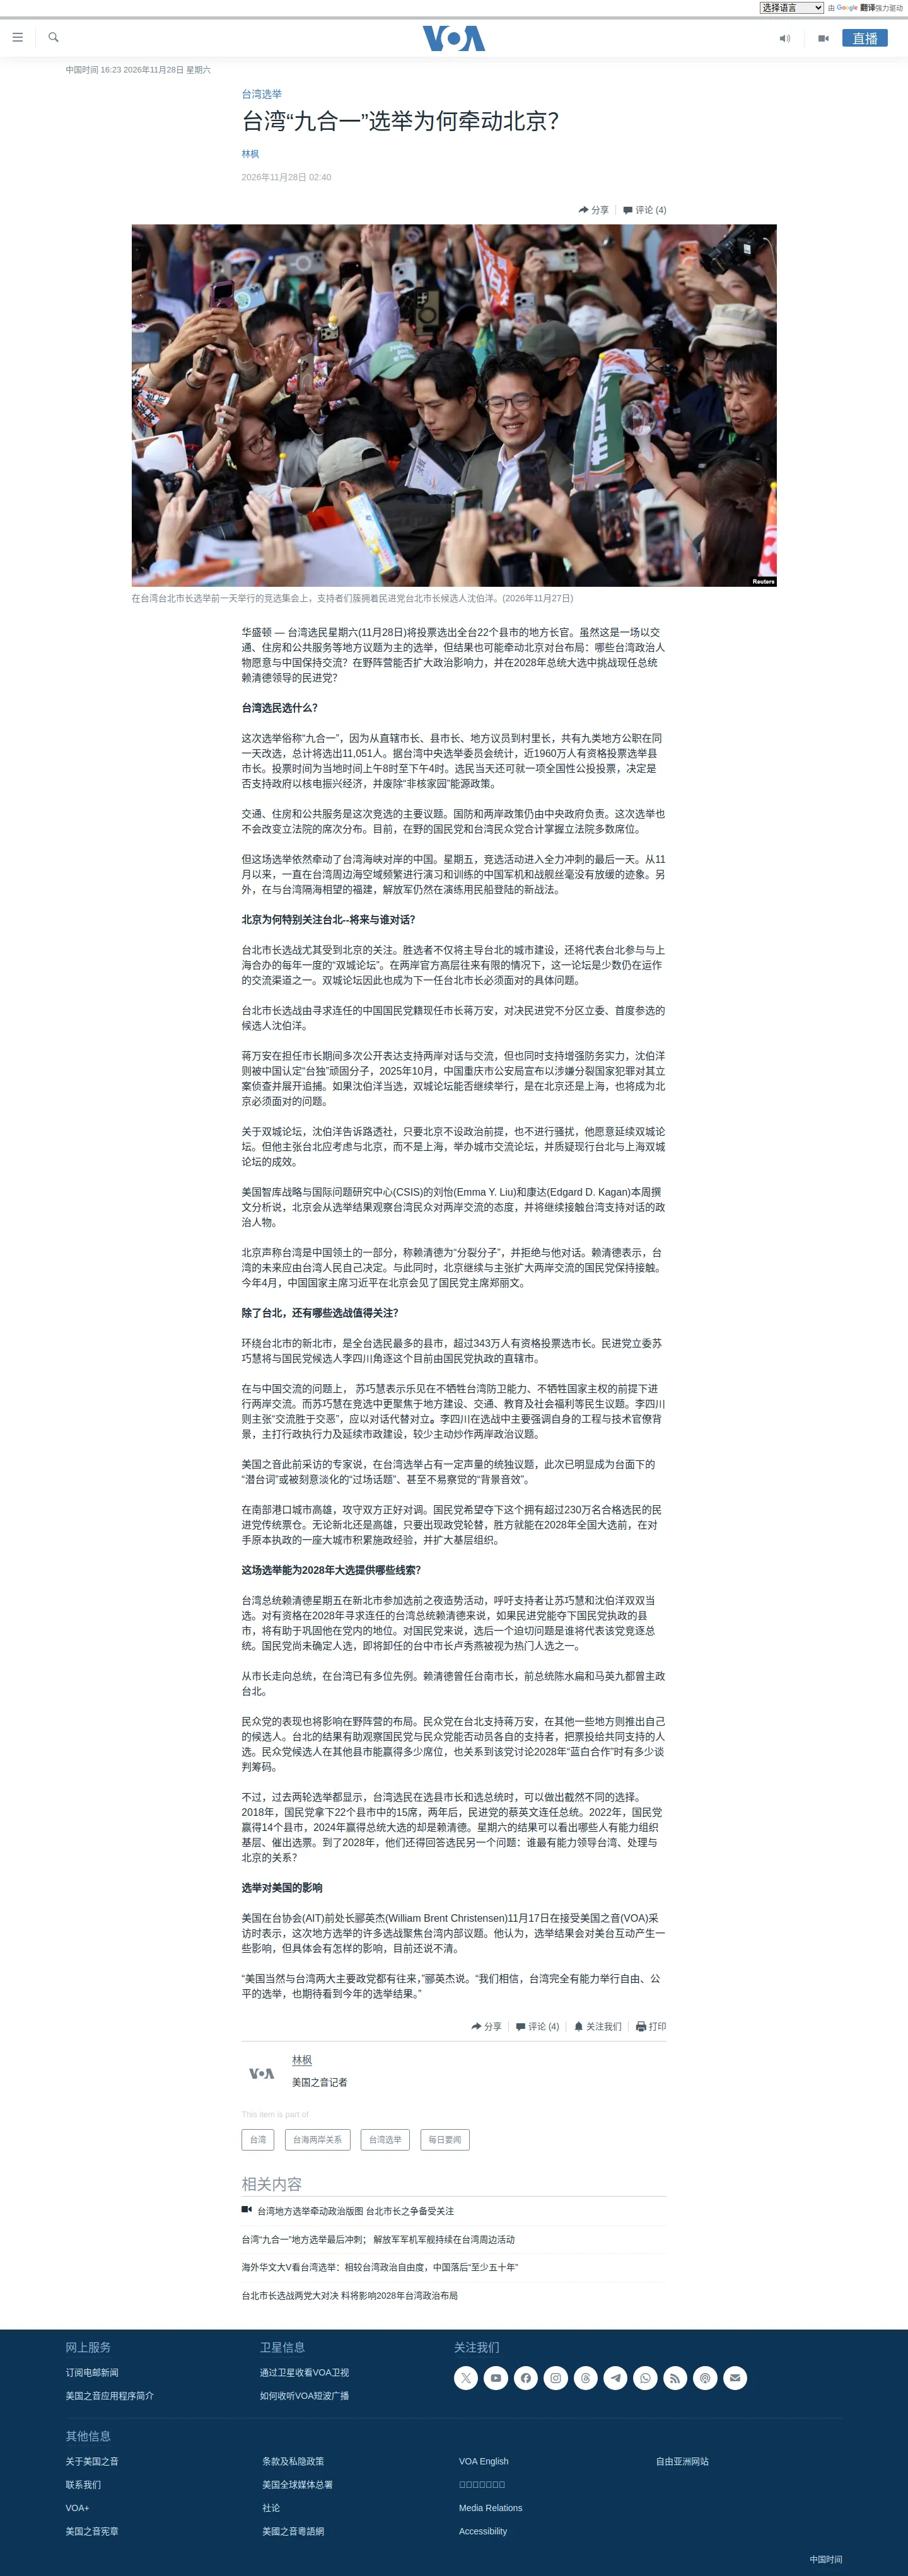 选择语言
由 Google 翻译强力驱动
VOA
直播
中国时间 16:23 2026年11月28日 星期六
台湾选举
台湾“九合一”选举为何牵动北京？
林枫
2026年11月28日 02:40
分享
评论 (4)
Reuters
在台湾台北市长选举前一天举行的竞选集会上，支持者们簇拥着民进党台北市长候选人沈伯洋。(2026年11月27日)
华盛顿 — 台湾选民星期六(11月28日)将投票选出全台22个县市的地方长官。虽然这是一场以交
通、住房和公共服务等地方议题为主的选举，但结果也可能牵动北京对台布局：哪些台湾政治人
物愿意与中国保持交流？在野阵营能否扩大政治影响力，并在2028年总统大选中挑战现任总统
赖清德领导的民进党？
台湾选民选什么？
这次选举俗称“九合一”，因为从直辖市长、县市长、地方议员到村里长，共有九类地方公职在同
一天改选，总计将选出11,051人。据台湾中央选举委员会统计，近1960万人有资格投票选举县
市长。投票时间为当地时间上午8时至下午4时。选民当天还可就一项全国性公投投票，决定是
否支持政府以核电振兴经济，并废除“非核家园”能源政策。
交通、住房和公共服务是这次竞选的主要议题。国防和两岸政策仍由中央政府负责。这次选举也
不会改变立法院的席次分布。目前，在野的国民党和台湾民众党合计掌握立法院多数席位。
但这场选举依然牵动了台湾海峡对岸的中国。星期五，竞选活动进入全力冲刺的最后一天。从11
月以来，一直在台湾周边海空域频繁进行演习和训练的中国军机和战舰丝毫没有放缓的迹象。另
外，在与台湾隔海相望的福建，解放军仍然在演练用民船登陆的新战法。
北京为何特别关注台北--将来与谁对话？
台北市长选战尤其受到北京的关注。胜选者不仅将主导台北的城市建设，还将代表台北参与与上
海合办的每年一度的“双城论坛”。在两岸官方高层往来有限的情况下，这一论坛是少数仍在运作
的交流渠道之一。双城论坛因此也成为下一任台北市长必须面对的具体问题。
台北市长选战由寻求连任的中国国民党籍现任市长蒋万安，对决民进党不分区立委、首度参选的
候选人沈伯洋。
蒋万安在担任市长期间多次公开表达支持两岸对话与交流，但也同时支持增强防务实力，沈伯洋
则被中国认定“台独”顽固分子，2025年10月，中国重庆市公安局宣布以涉嫌分裂国家犯罪对其立
案侦查并展开追捕。如果沈伯洋当选，双城论坛能否继续举行，是在北京还是上海，也将成为北
京必须面对的问题。
关于双城论坛，沈伯洋告诉路透社，只要北京不设政治前提，也不进行骚扰，他愿意延续双城论
坛。但他主张台北应考虑与北京，而不是上海，举办城市交流论坛，并质疑现行台北与上海双城
论坛的成效。
美国智库战略与国际问题研究中心(CSIS)的刘怡(Emma Y. Liu)和康达(Edgard D. Kagan)本周撰
文分析说，北京会从选举结果观察台湾民众对两岸交流的态度，并将继续接触台湾支持对话的政
治人物。
北京声称台湾是中国领土的一部分，称赖清德为“分裂分子”，并拒绝与他对话。赖清德表示，台
湾的未来应由台湾人民自己决定。与此同时，北京继续与主张扩大两岸交流的国民党保持接触。
今年4月，中国国家主席习近平在北京会见了国民党主席郑丽文。
除了台北，还有哪些选战值得关注？
环绕台北市的新北市，是全台选民最多的县市，超过343万人有资格投票选市长。民进党立委苏
巧慧将与国民党候选人李四川角逐这个目前由国民党执政的直辖市。
在与中国交流的问题上， 苏巧慧表示乐见在不牺牲台湾防卫能力、不牺牲国家主权的前提下进
行两岸交流。而苏巧慧在竞选中更聚焦于地方建设、交通、教育及社会福利等民生议题。李四川
则主张“交流胜于交恶”，应以对话代替对立。李四川在选战中主要强调自身的工程与技术官僚背
景，主打行政执行力及延续市政建设，较少主动炒作两岸政治议题。
美国之音此前采访的专家说，在台湾选举占有一定声量的统独议题，此次已明显成为台面下的
“潜台词”或被刻意淡化的“过场话题”、甚至不易察觉的“背景音效”。
在南部港口城市高雄，攻守双方正好对调。国民党希望夺下这个拥有超过230万名合格选民的民
进党传统票仓。无论新北还是高雄，只要出现政党轮替，胜方就能在2028年全国大选前，在对
手原本执政的一座大城市积累施政经验，并扩大基层组织。
这场选举能为2028年大选提供哪些线索？
台湾总统赖清德星期五在新北市参加选前之夜造势活动，呼吁支持者让苏巧慧和沈伯洋双双当
选。对有资格在2028年寻求连任的台湾总统赖清德来说，如果民进党能夺下国民党执政的县
市，将有助于巩固他在党内的地位。对国民党来说，选后一个迫切问题是谁将代表该党竞逐总
统。国民党尚未确定人选，即将卸任的台中市长卢秀燕被视为热门人选之一。
从市长走向总统，在台湾已有多位先例。赖清德曾任台南市长，前总统陈水扁和马英九都曾主政
台北。
民众党的表现也将影响在野阵营的布局。民众党在台北支持蒋万安，在其他一些地方则推出自己
的候选人。台北的结果有助观察国民党与民众党能否动员各自的支持者，把票投给共同支持的人
选。民众党候选人在其他县市能赢得多少席位，也关系到该党讨论2028年“蓝白合作”时有多少谈
判筹码。
不过，过去两轮选举都显示，台湾选民在选县市长和选总统时，可以做出截然不同的选择。
2018年，国民党拿下22个县市中的15席，两年后，民进党的蔡英文连任总统。2022年，国民党
赢得14个县市，2024年赢得总统大选的却是赖清德。星期六的结果可以看出哪些人有能力组织
基层、催出选票。到了2028年，他们还得回答选民另一个问题：谁最有能力领导台湾、处理与
北京的关系？
选举对美国的影响
美国在台协会(AIT)前处长郦英杰(William Brent Christensen)11月17日在接受美国之音(VOA)采
访时表示，这次地方选举的许多选战聚焦台湾内部议题。他认为，选举结果会对美台互动产生一
些影响，但具体会有怎样的影响，目前还说不清。
“美国当然与台湾两大主要政党都有往来，”郦英杰说。“我们相信，台湾完全有能力举行自由、公
平的选举，也期待看到今年的选举结果。”
分享
评论 (4)
关注我们
打印
VOA
林枫
美国之音记者
This item is part of
台湾
台海两岸关系
台湾选举
每日要闻
相关内容
台湾地方选举牵动政治版图 台北市长之争备受关注
台湾“九合一”地方选举最后冲刺； 解放军军机军舰持续在台湾周边活动
海外华文大V看台湾选举：相较台湾政治自由度，中国落后“至少五十年”
台北市长选战两党大对决 料将影响2028年台湾政治布局
网上服务
卫星信息
关注我们
订阅电邮新闻
通过卫星收看VOA卫视
美国之音应用程序简介
如何收听VOA短波广播
其他信息
关于美国之音
条款及私隐政策
VOA English
自由亚洲网站
联系我们
美国全球媒体总署
VOA+
社论
Media Relations
美国之音宪章
美國之音粵語網
Accessibility
中国时间